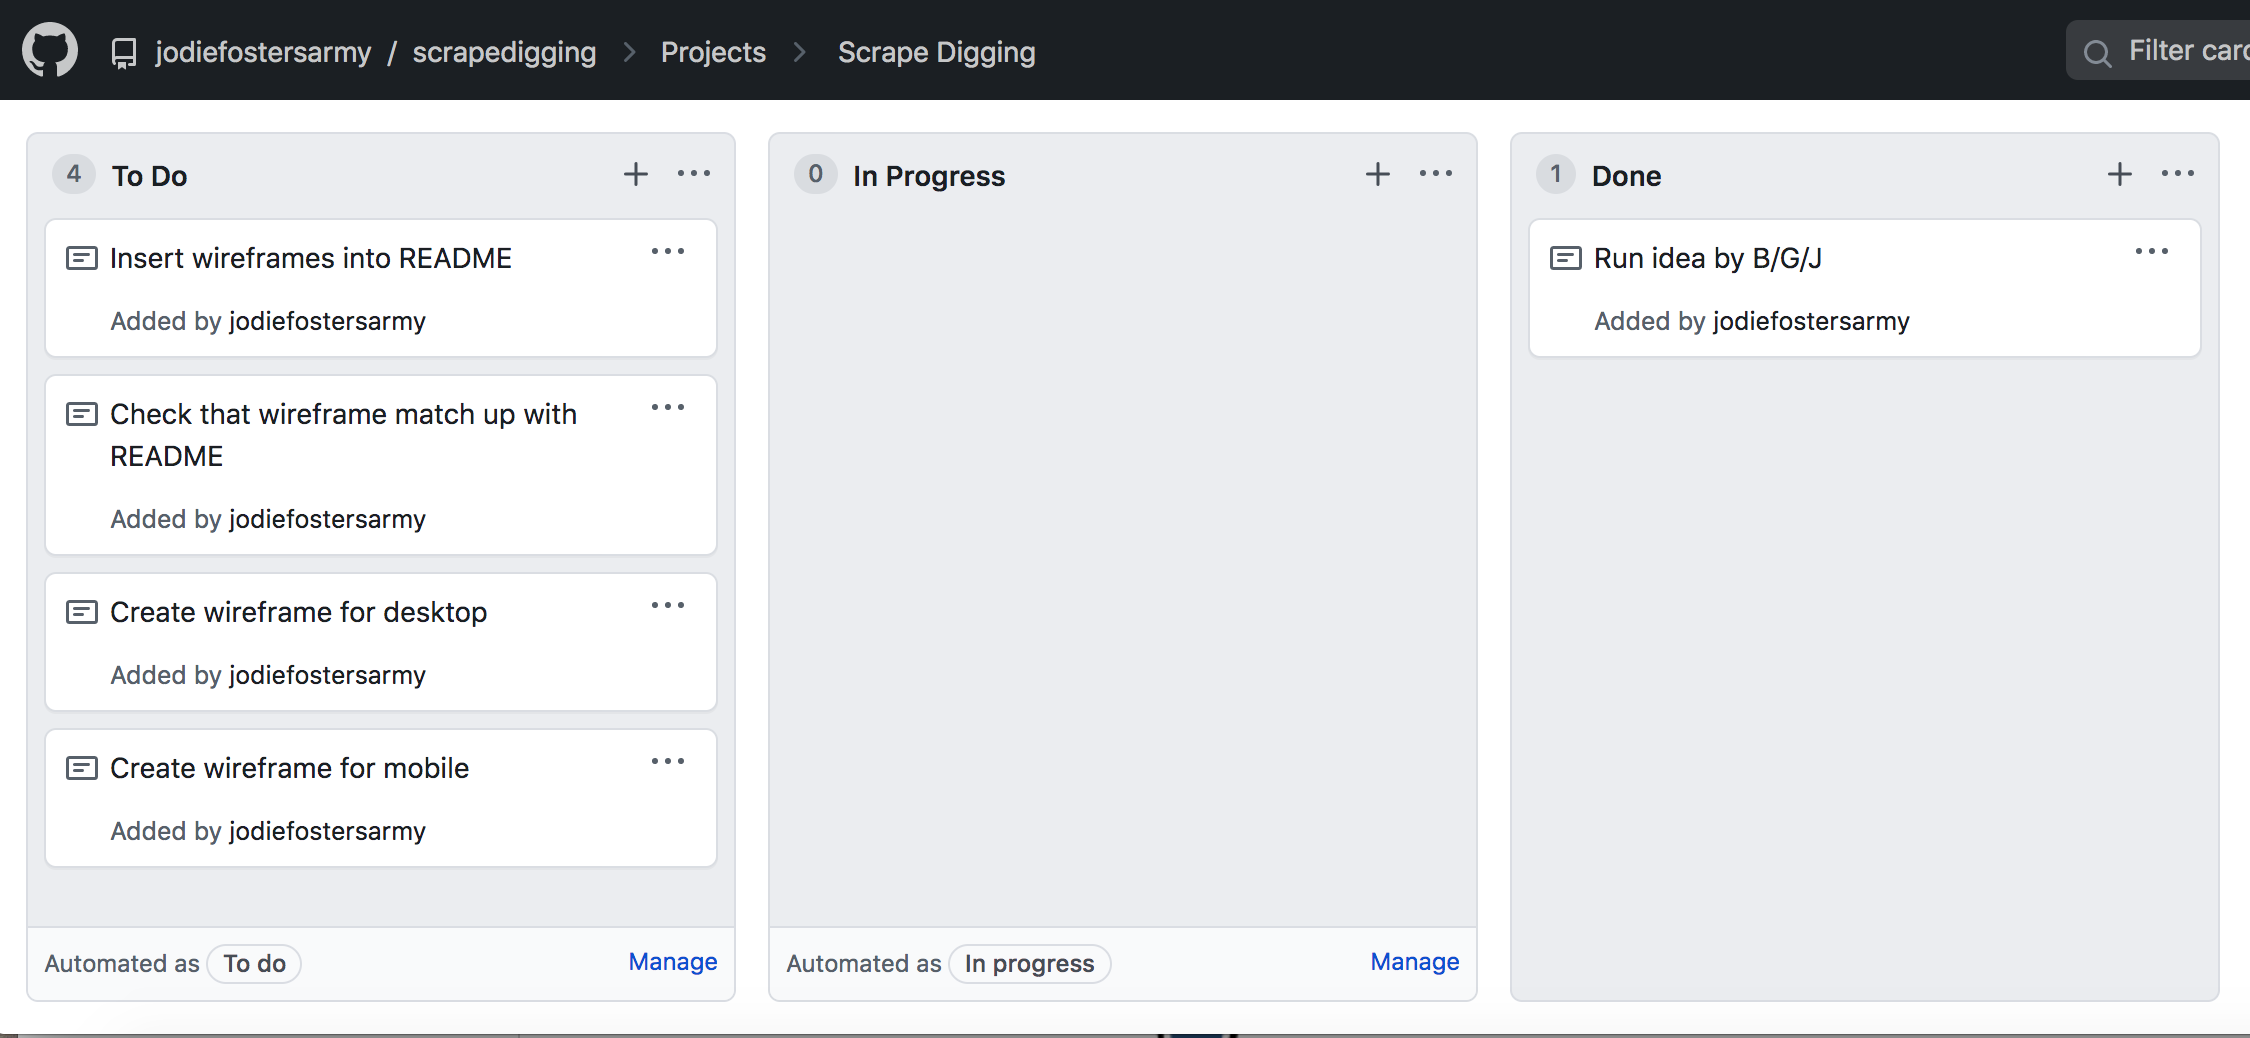 jodiefostersarmy / scrapedigging > Projects > Scrape Digging
Filter
4 To Do
Insert wireframes into README
Added by jodiefostersarmy
Check that wireframe match up with
README
Added by jodiefostersarmy
Create wireframe for desktop
Added by jodiefostersarmy
Create wireframe for mobile
Added by jodiefostersarmy
Automated as To do
Manage
0 In Progress
Automated as In progress
Manage
1 Done
Run idea by B/G/J
Added by jodiefostersarmy